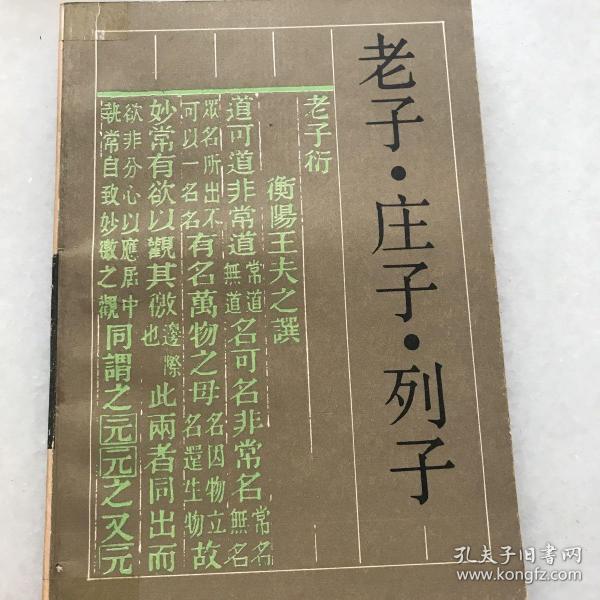 老子·庄子·列子
老子衍
衡陽王夫之譔
道可道非常道常道無道名可名非常名常名無名
眾名所出不可以一名名有名萬物之母名因物立名還生物故
妙常有欲以觀其徼邊際也此兩者同出而
欲非分心以應居中執常自致妙徼之觀同謂之元元之又元
孔夫子旧书网
www.kongfz.com